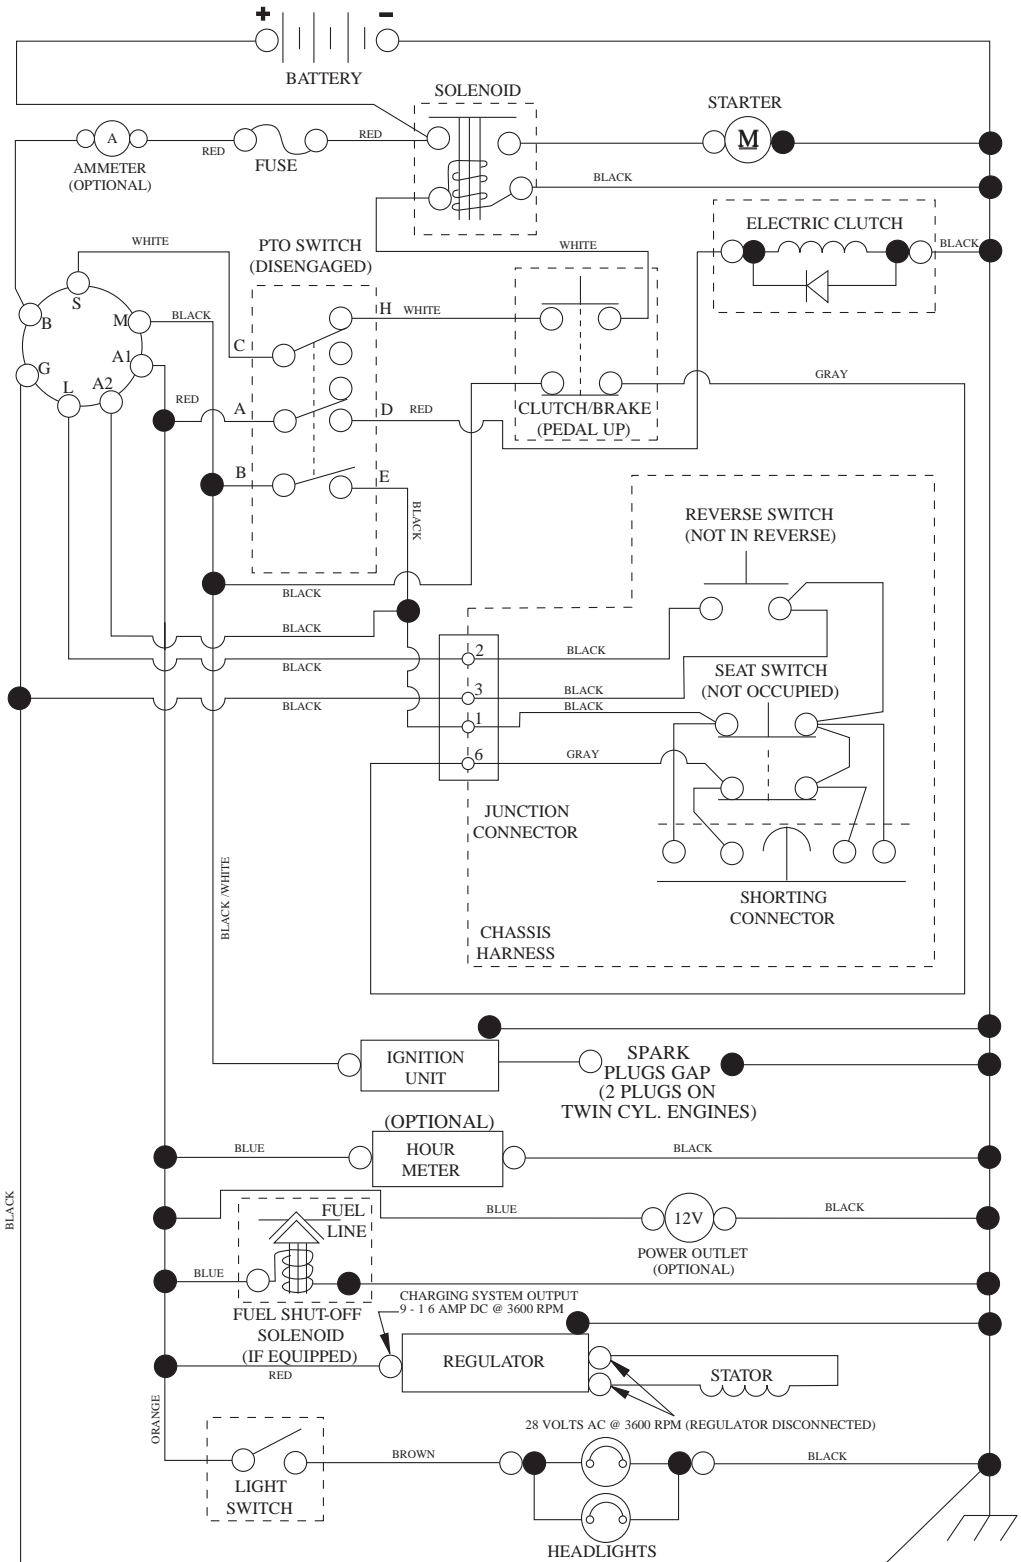 + −
BATTERY
SOLENOID
STARTER
A
RED
FUSE
RED
M
AMMETER
(OPTIONAL)
BLACK
WHITE
PTO SWITCH
(DISENGAGED)
WHITE
ELECTRIC CLUTCH
BLACK
S
B
M
BLACK
H
WHITE
C
G
A1
L
A2
RED
A
D
RED
CLUTCH/BRAKE
(PEDAL UP)
GRAY
B
E
BLACK
REVERSE SWITCH
(NOT IN REVERSE)
BLACK
BLACK
2
BLACK
BLACK
SEAT SWITCH
(NOT OCCUPIED)
3
BLACK
BLACK
BLACK
1
6
GRAY
JUNCTION
CONNECTOR
BLACK /WHITE
SHORTING
CONNECTOR
CHASSIS
HARNESS
IGNITION
UNIT
SPARK
PLUGS GAP
(2 PLUGS ON
TWIN CYL. ENGINES)
(OPTIONAL)
BLUE
HOUR
METER
BLACK
BLACK
FUEL
LINE
BLUE
12V
BLACK
POWER OUTLET
(OPTIONAL)
BLUE
CHARGING SYSTEM OUTPUT
9 - 1 6 AMP DC @ 3600 RPM
FUEL SHUT-OFF
SOLENOID
(IF EQUIPPED)
RED
REGULATOR
STATOR
ORANGE
28 VOLTS AC @ 3600 RPM (REGULATOR DISCONNECTED)
BROWN
BLACK
LIGHT
SWITCH
HEADLIGHTS